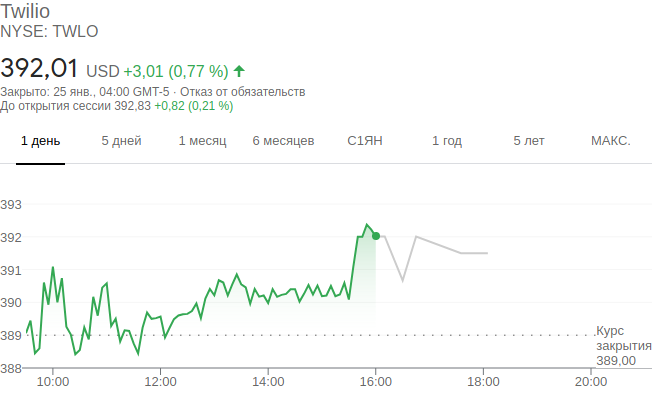 Twilio
NYSE: TWLO
392,01 USD +3,01 (0,77 %)
Закрыто: 25 янв., 04:00 GMT-5 · Отказ от обязательств
До открытия сессии 392,83 +0,82 (0,21 %)
1 день 5 дней 1 месяц 6 месяцев С1ЯН 1 год 5 лет МАКС.
393
392
391
390
389
388
Курс
закрытия
389,00
10:00 12:00 14:00 16:00 18:00 20:00